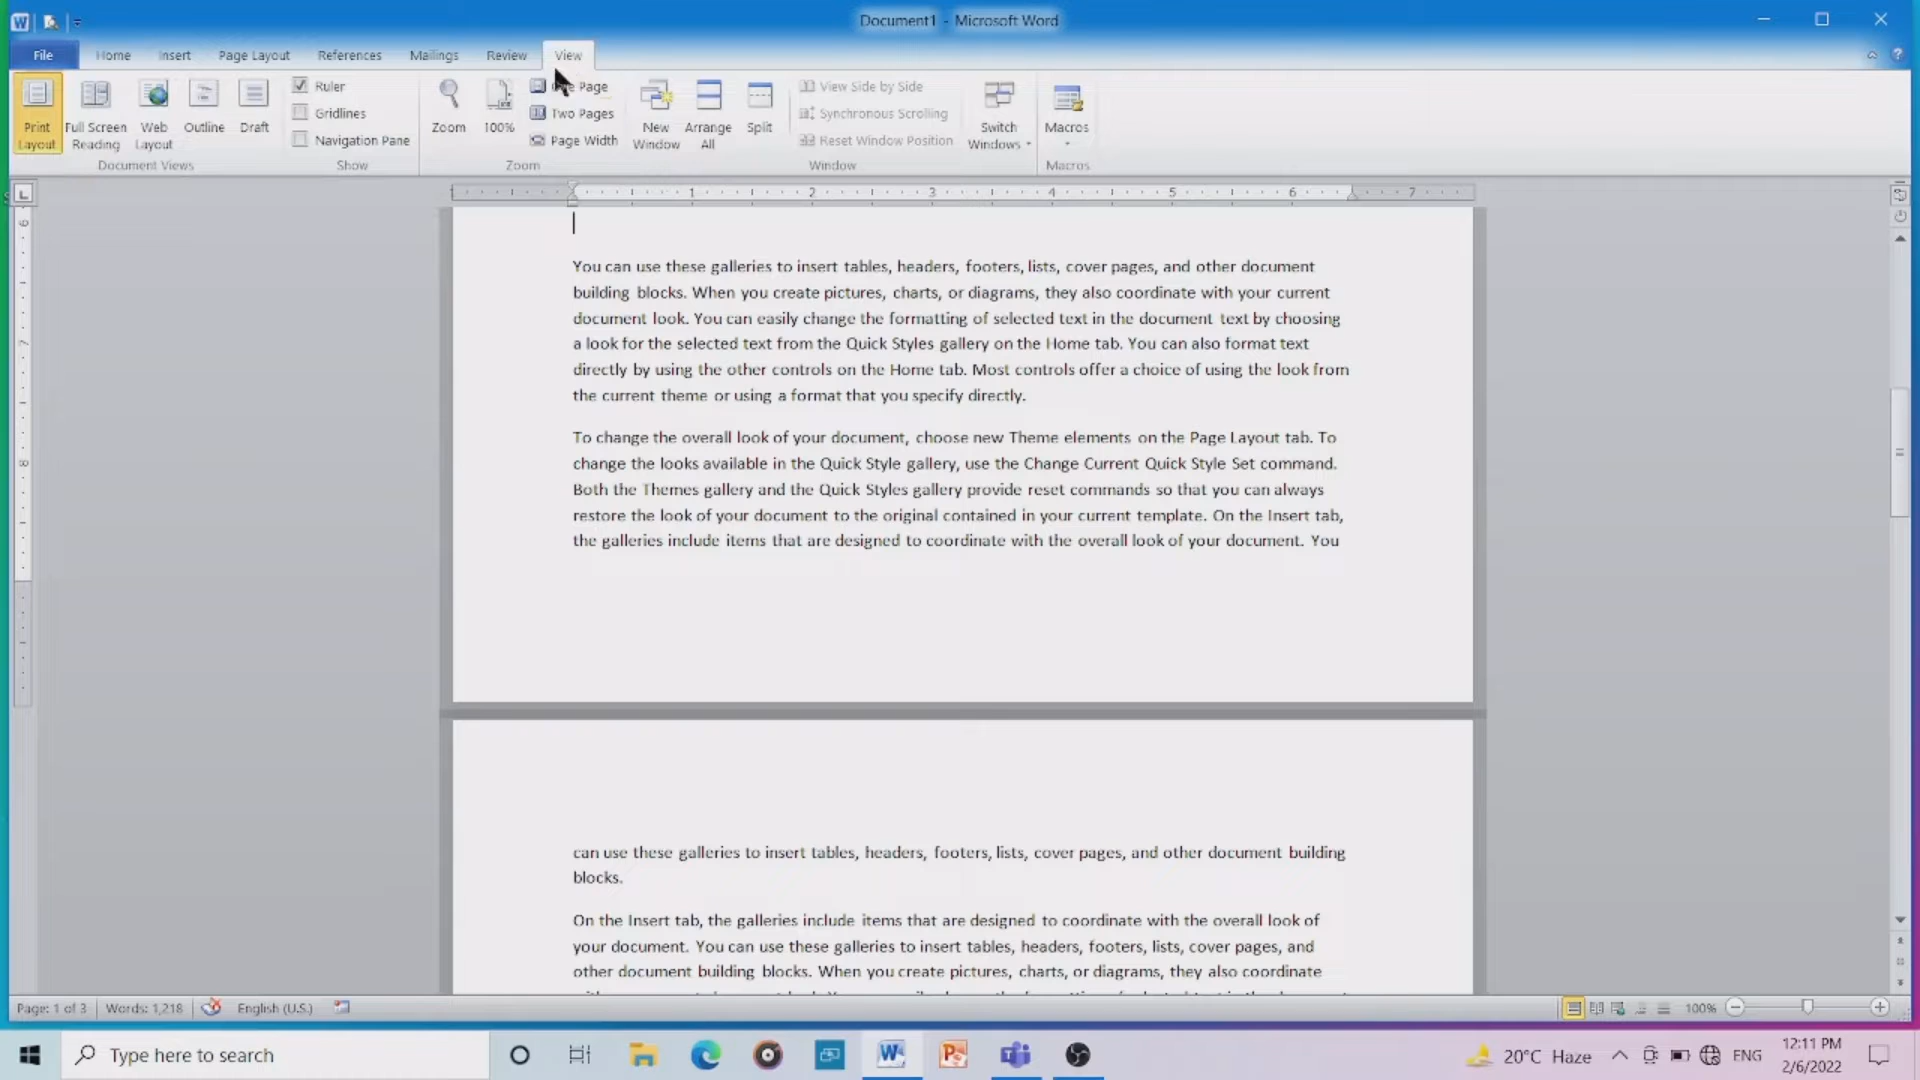 Document1 - Microsoft Word
File Home Insert Page Layout References Mailings Review View
Print Layout
Full Screen Reading
Web Layout
Outline
Draft
Document Views
Ruler
Gridlines
Navigation Pane
Show
Zoom
100%
Page
Two Pages
Page Width
Zoom
New Window
Arrange All
Split
View Side by Side
Synchronous Scrolling
Reset Window Position
Window
Switch Windows
Macros
Macros
1 2 3 4 5 6 7
You can use these galleries to insert tables, headers, footers, lists, cover pages, and other document
building blocks. When you create pictures, charts, or diagrams, they also coordinate with your current
document look. You can easily change the formatting of selected text in the document text by choosing
a look for the selected text from the Quick Styles gallery on the Home tab. You can also format text
directly by using the other controls on the Home tab. Most controls offer a choice of using the look from
the current theme or using a format that you specify directly.
To change the overall look of your document, choose new Theme elements on the Page Layout tab. To
change the looks available in the Quick Style gallery, use the Change Current Quick Style Set command.
Both the Themes gallery and the Quick Styles gallery provide reset commands so that you can always
restore the look of your document to the original contained in your current template. On the Insert tab,
the galleries include items that are designed to coordinate with the overall look of your document. You
can use these galleries to insert tables, headers, footers, lists, cover pages, and other document building
blocks.
On the Insert tab, the galleries include items that are designed to coordinate with the overall look of
your document. You can use these galleries to insert tables, headers, footers, lists, cover pages, and
other document building blocks. When you create pictures, charts, or diagrams, they also coordinate
Page: 1 of 3 Words: 1,218 English (U.S.) 100%
Type here to search
20°C Haze ENG 12:11 PM
2/6/2022